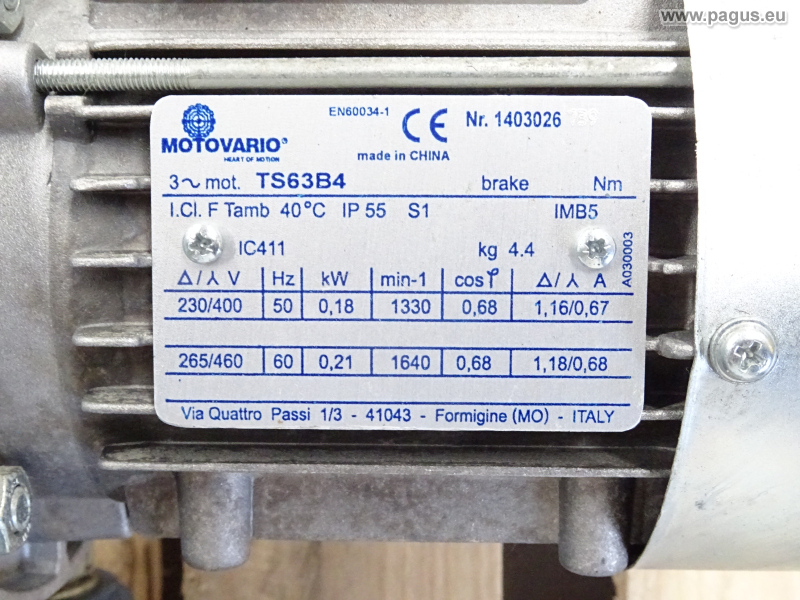 www.pagus.eu
EN60034-1
CE
Nr. 1403026
MOTOVARIO
HEART OF MOTION
made in CHINA
3~ mot. TS63B4 brake Nm
I.Cl. F Tamb 40°C IP 55 S1 IMB5
IC411 kg 4.4
A030003
Δ/⅄ V Hz kW min-1 cosφ Δ/⅄ A
230/400 50 0,18 1330 0,68 1,16/0,67
265/460 60 0,21 1640 0,68 1,18/0,68
Via Quattro Passi 1/3 - 41043 - Formigine (MO) - ITALY